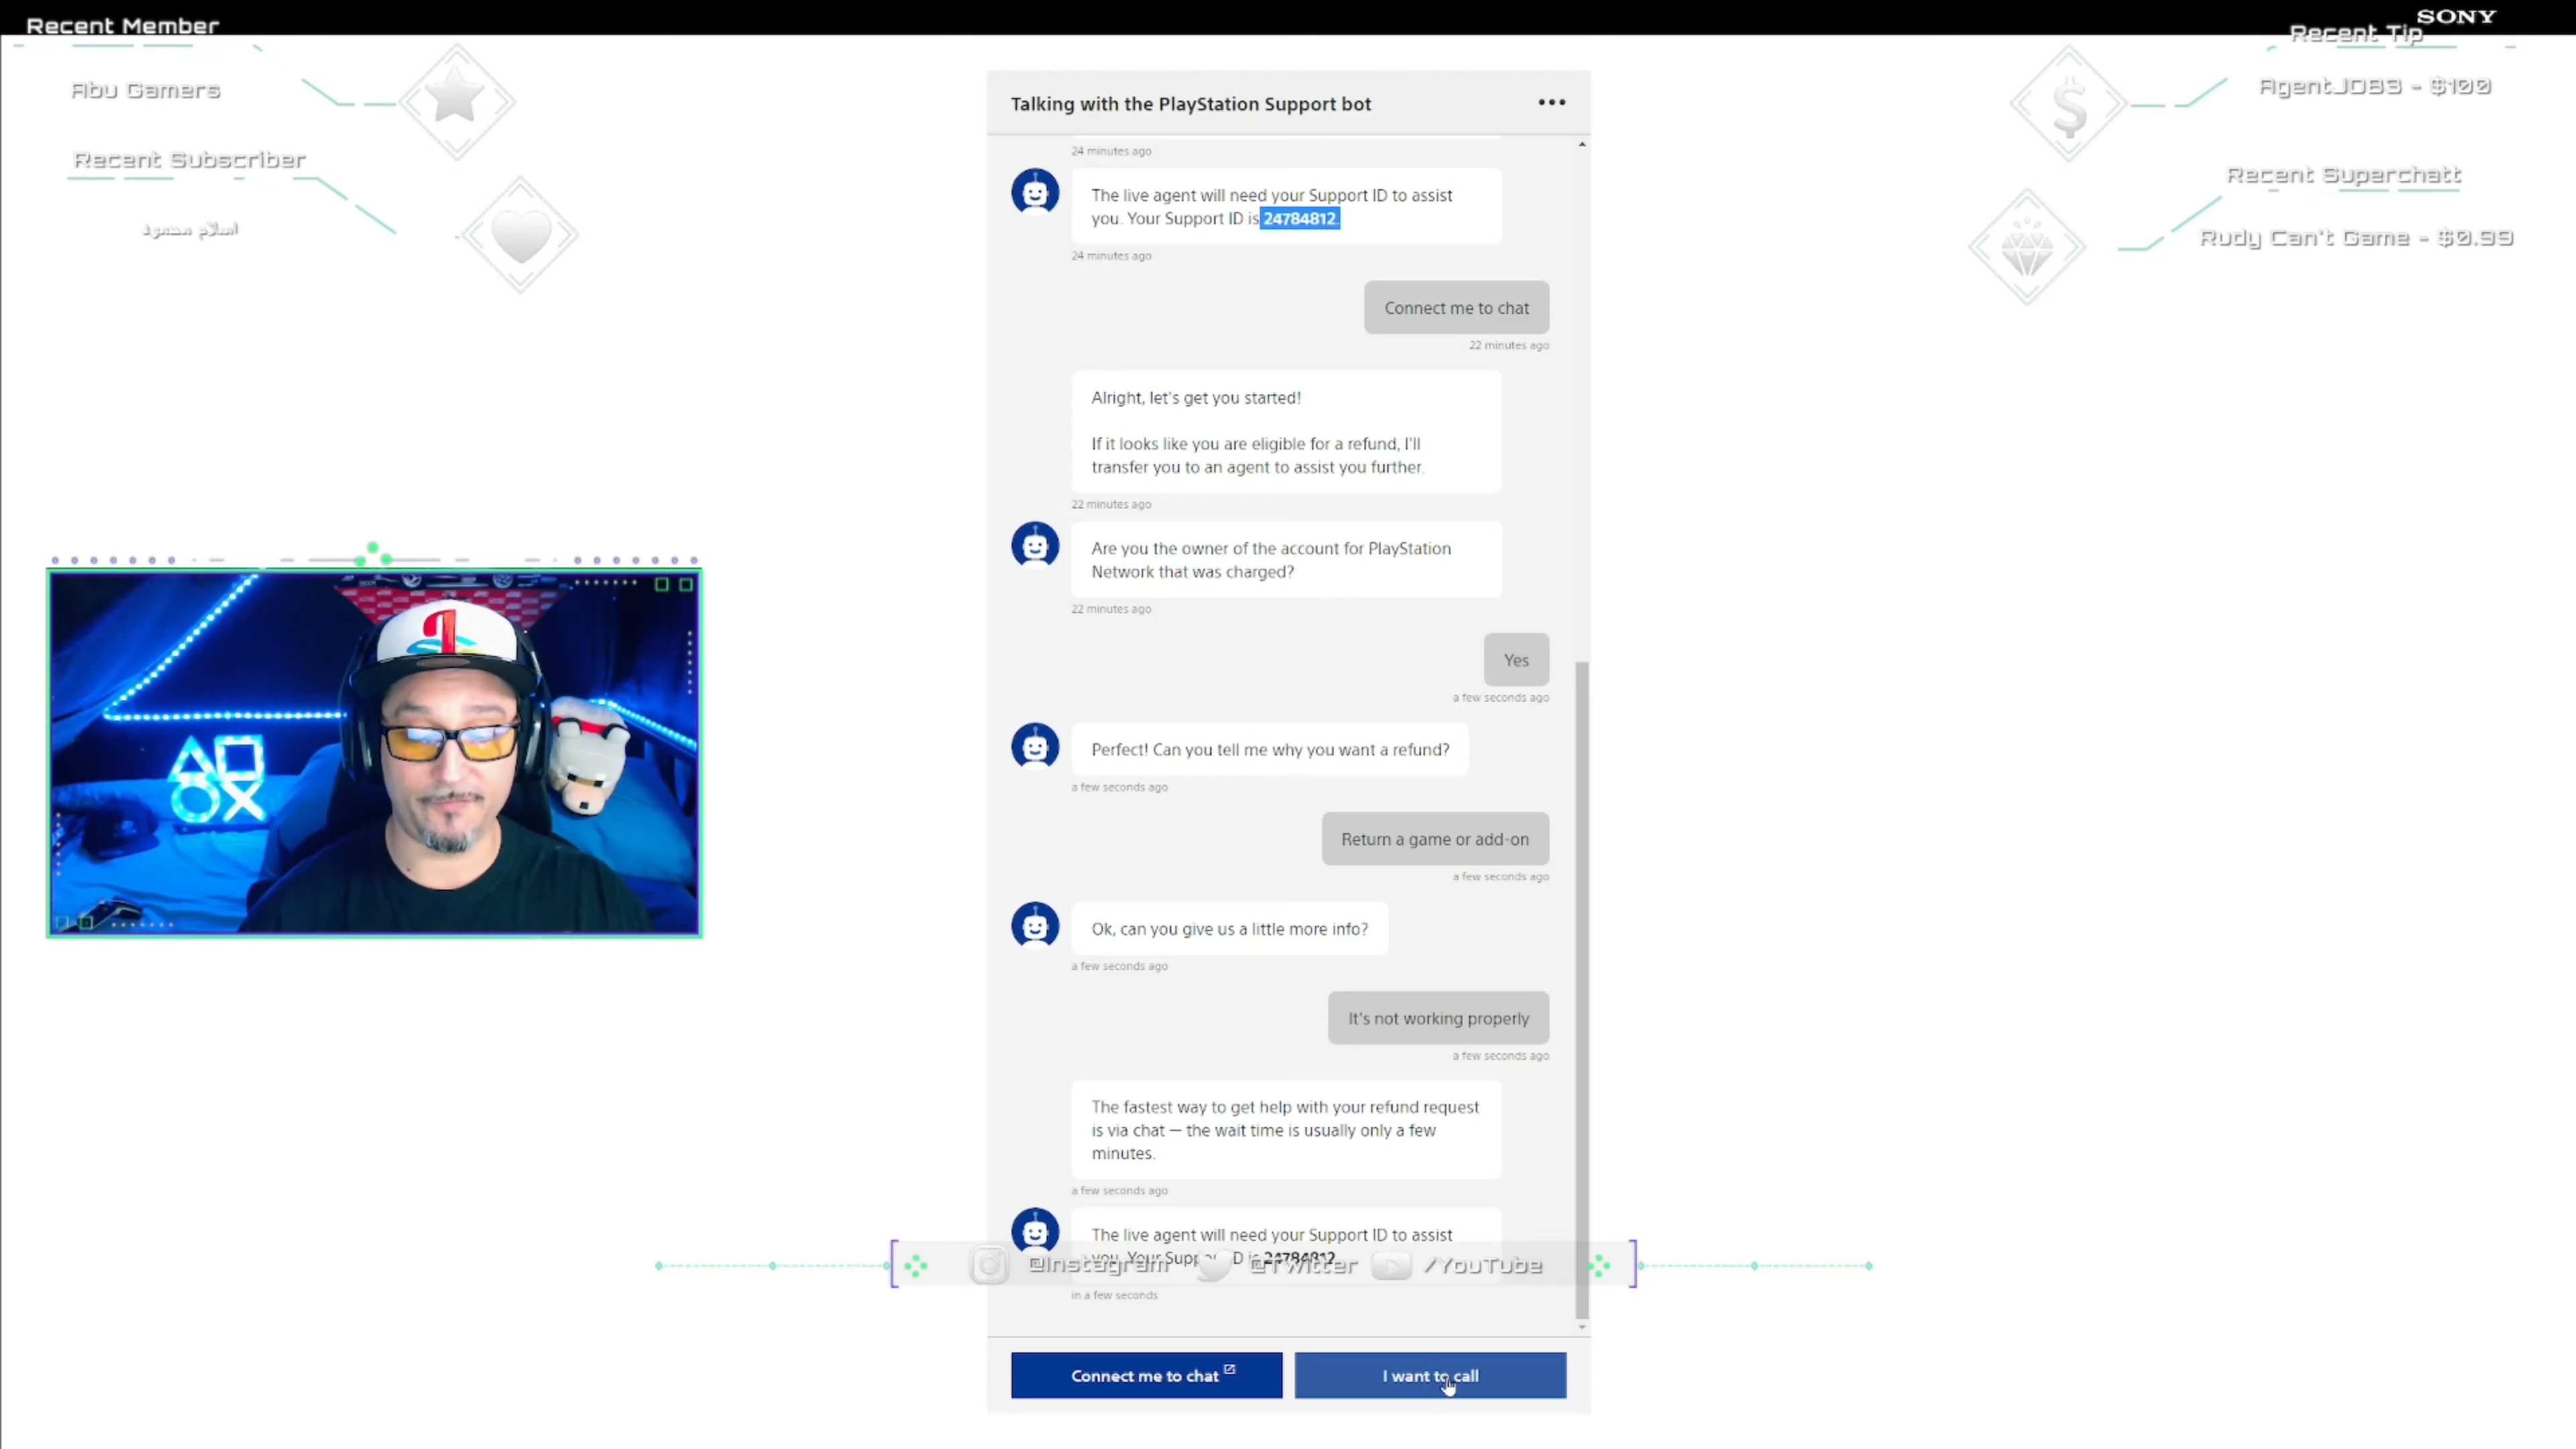 Recent Member
SONY
Recent Tip
Abu Gamers
AgentJDB3 - $100
Recent Subscriber
Recent Superchatt
اسلام محمود
Rudy Can't Game - $0.99
Talking with the PlayStation Support bot
24 minutes ago
The live agent will need your Support ID to assist
you. Your Support ID is 24784812.
24 minutes ago
Connect me to chat
22 minutes ago
Alright, let's get you started!
If it looks like you are eligible for a refund, I'll
transfer you to an agent to assist you further.
22 minutes ago
Are you the owner of the account for PlayStation
Network that was charged?
22 minutes ago
Yes
a few seconds ago
Perfect! Can you tell me why you want a refund?
a few seconds ago
Return a game or add-on
a few seconds ago
Ok, can you give us a little more info?
a few seconds ago
It's not working properly
a few seconds ago
The fastest way to get help with your refund request
is via chat — the wait time is usually only a few
minutes.
a few seconds ago
The live agent will need your Support ID to assist
you. Your Support ID is 24784812.
@Instagram @Twitter /YouTube
in a few seconds
Connect me to chat
I want to call